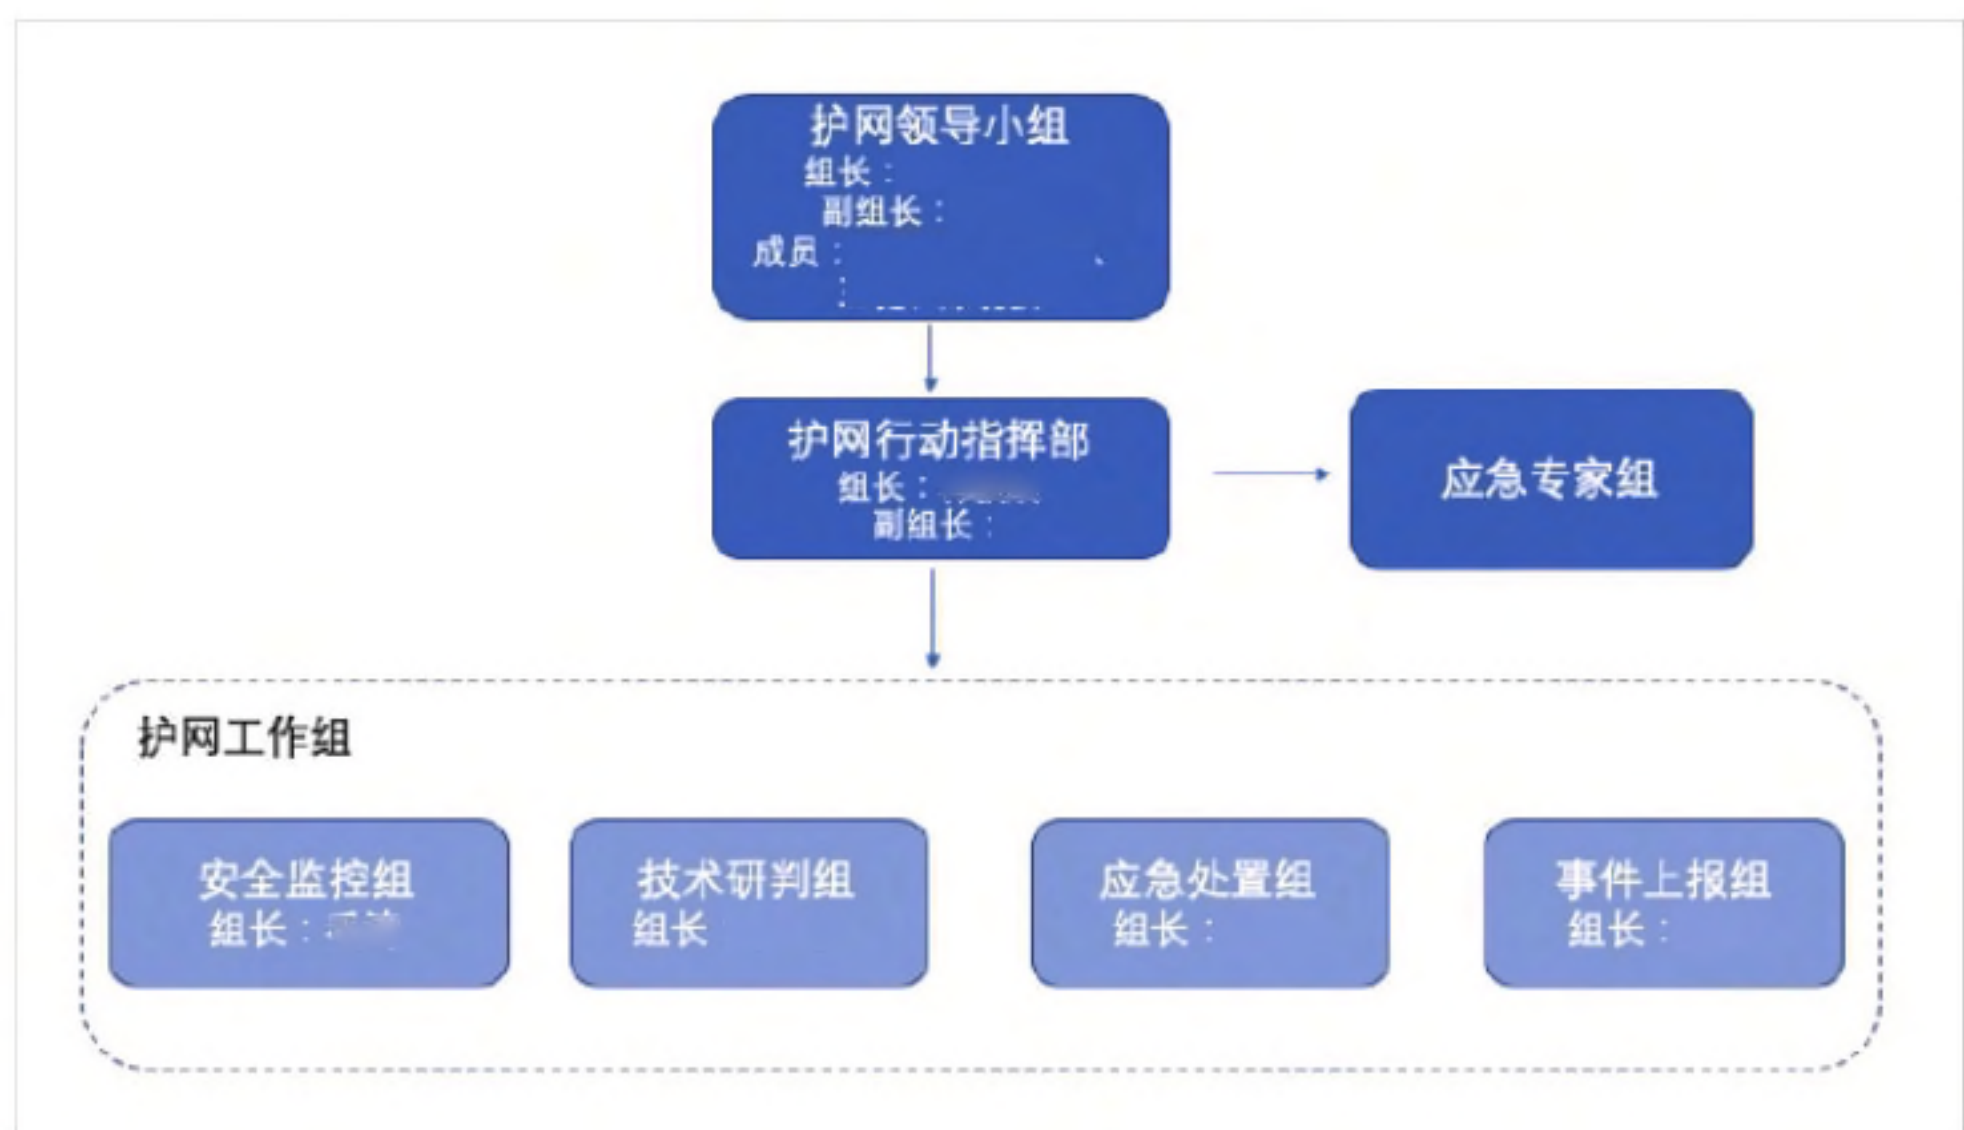 护网领导小组
组长：
副组长：
成员：
、
护网行动指挥部
组长：
副组长：
应急专家组
护网工作组
安全监控组
组长：
技术研判组
组长
应急处置组
组长：
事件上报组
组长：